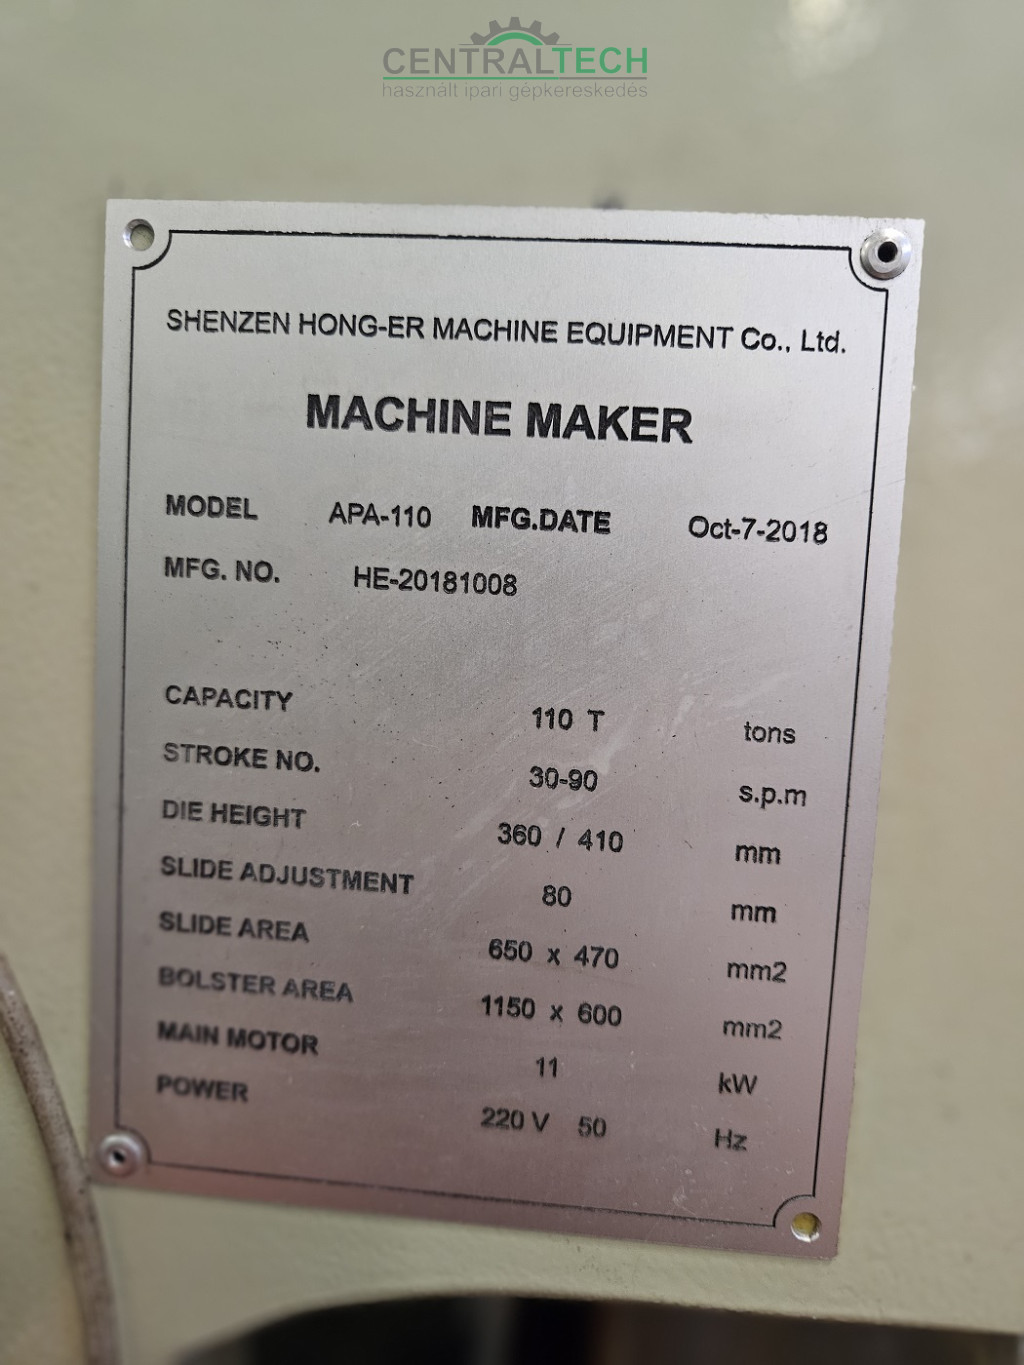 CENTRALTECH
használt ipari gépkereskedés
SHENZEN HONG-ER MACHINE EQUIPMENT Co., Ltd.
MACHINE MAKER
MODEL APA-110 MFG.DATE Oct-7-2018
MFG. NO. HE-20181008
CAPACITY 110 T tons
STROKE NO. 30-90 s.p.m
DIE HEIGHT 360 / 410 mm
SLIDE ADJUSTMENT 80 mm
SLIDE AREA 650 x 470 mm2
BOLSTER AREA 1150 x 600 mm2
MAIN MOTOR 11 kW
POWER 220 V 50 Hz